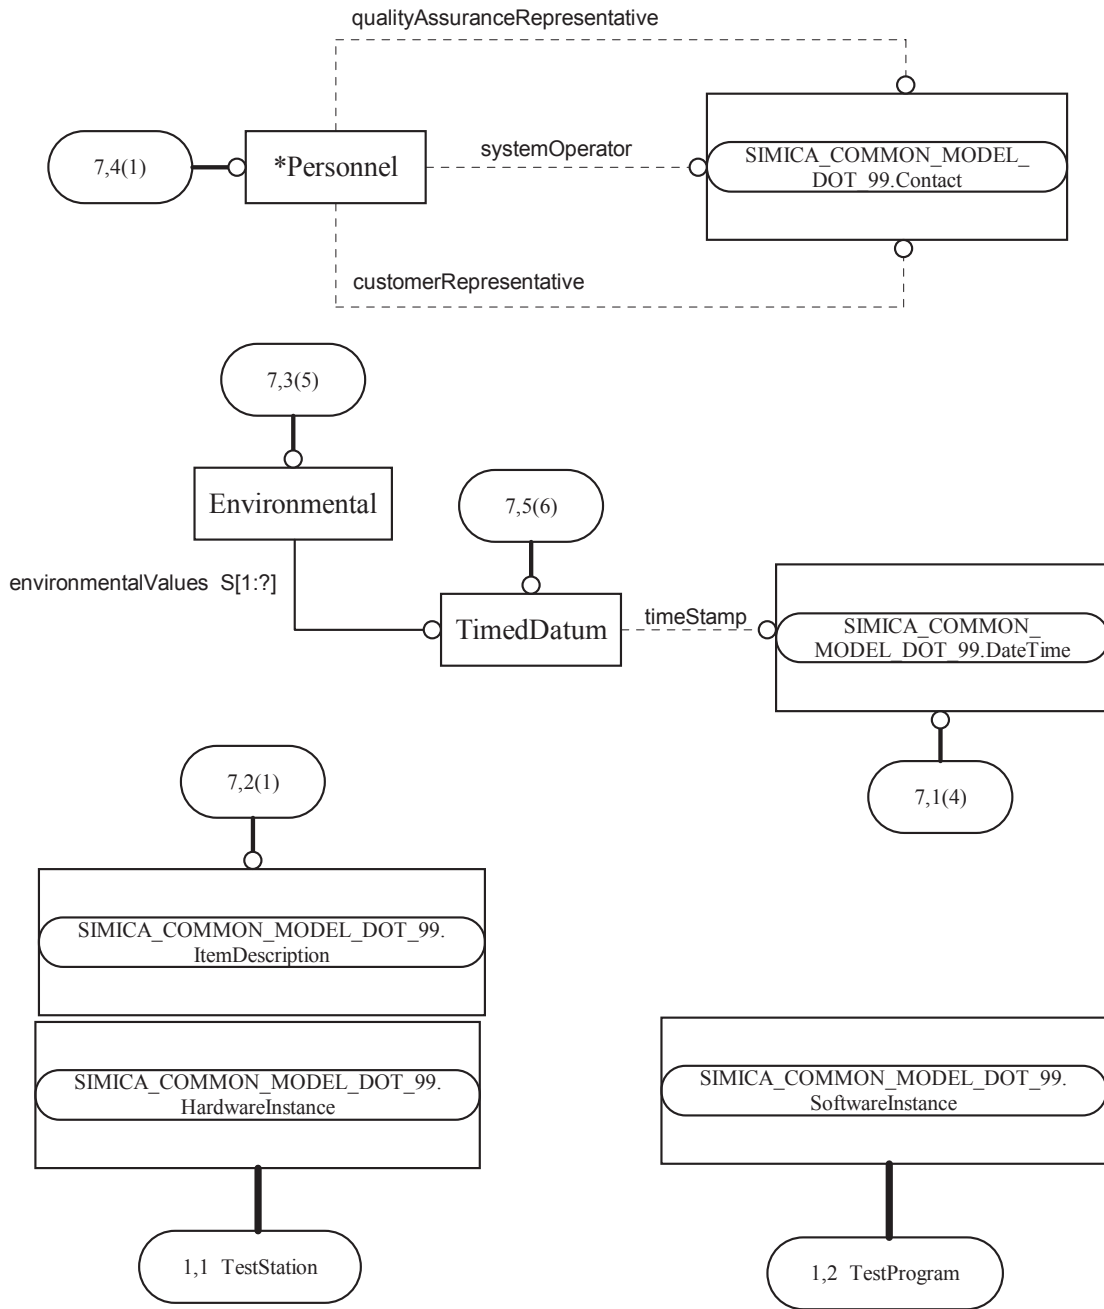 qualityAssuranceRepresentative
7,4(1)
*Personnel
systemOperator
SIMICA_COMMON_MODEL_
DOT_99.Contact
customerRepresentative
7,3(5)
Environmental
7,5(6)
environmentalValues S[1:?]
TimedDatum
timeStamp
SIMICA_COMMON_
MODEL_DOT_99.DateTime
7,2(1)
7,1(4)
SIMICA_COMMON_MODEL_DOT_99.
ItemDescription
SIMICA_COMMON_MODEL_DOT_99.
HardwareInstance
SIMICA_COMMON_MODEL_DOT_99.
SoftwareInstance
1,1 TestStation
1,2 TestProgram